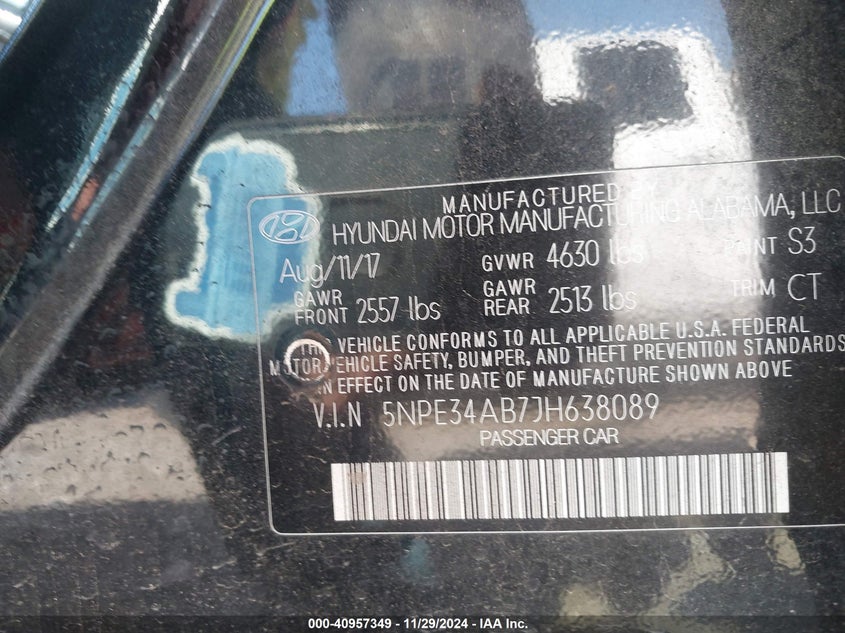 MANUFACTURED BY
HYUNDAI MOTOR MANUFACTURING ALABAMA, LLC
Aug/11/17 GVWR 4630 lbs PAINT S3
GAWR FRONT 2557 lbs GAWR REAR 2513 lbs TRIM CT
THIS VEHICLE CONFORMS TO ALL APPLICABLE U.S.A. FEDERAL
MOTOR VEHICLE SAFETY, BUMPER, AND THEFT PREVENTION STANDARDS
IN EFFECT ON THE DATE OF MANUFACTURE SHOWN ABOVE
V.I.N 5NPE34AB7JH638089
PASSENGER CAR
000-40957349 - 11/29/2024 - IAA Inc.